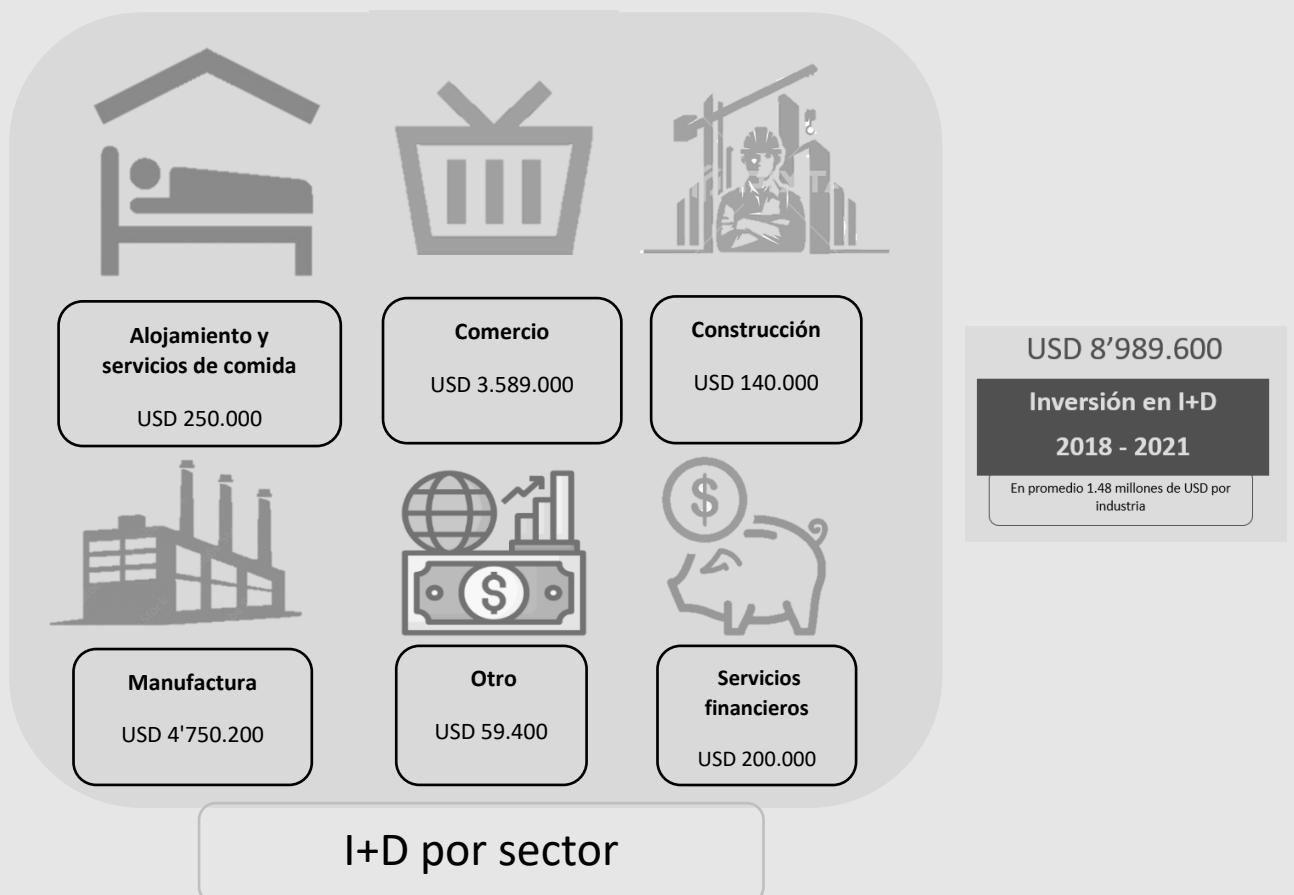 Alojamiento y
servicios de comida
USD 250.000
Comercio
USD 3.589.000
Construcción
USD 140.000
Manufactura
USD 4'750.200
Otro
USD 59.400
Servicios
financieros
USD 200.000
I+D por sector
USD 8’989.600
Inversión en I+D
2018 - 2021
En promedio 1.48 millones de USD por
industria